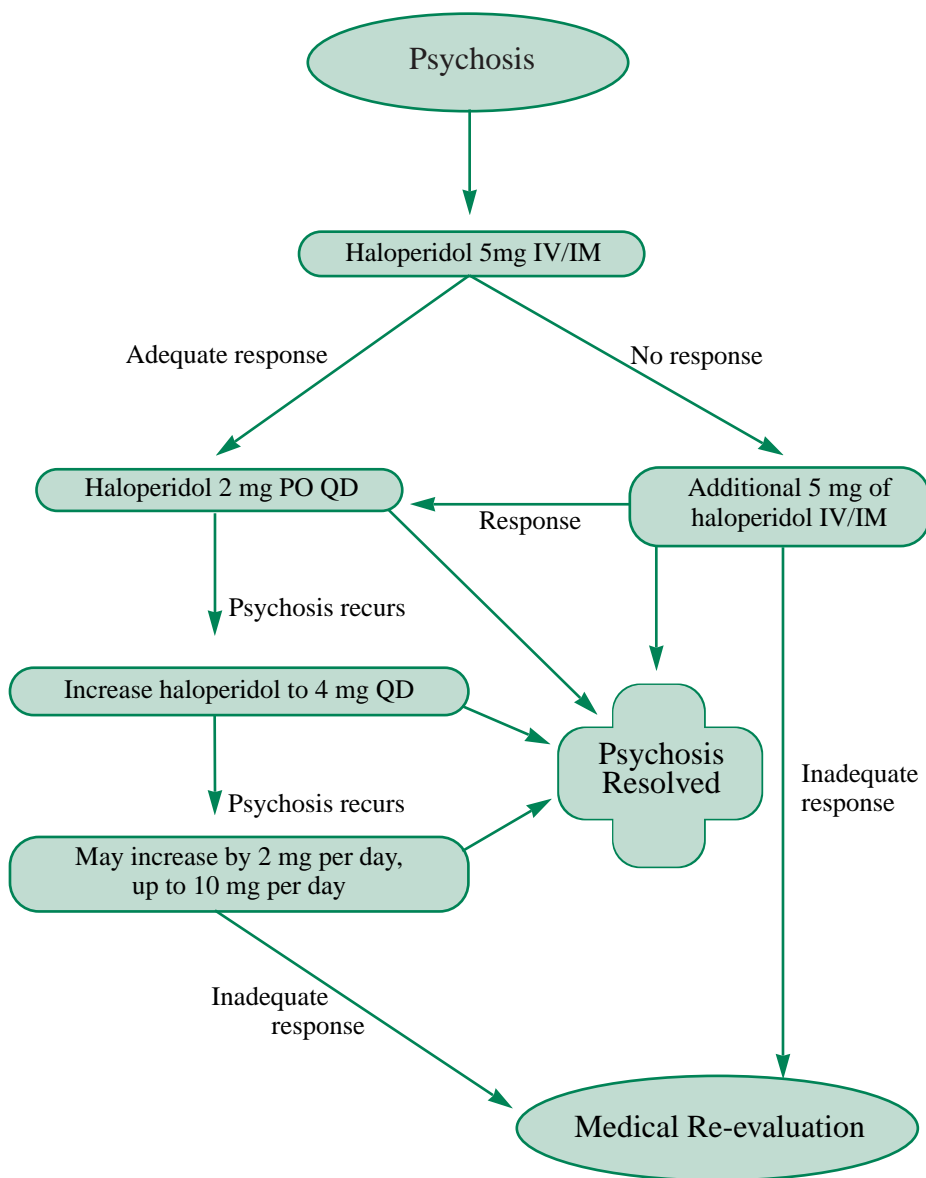 Psychosis
Haloperidol 5mg IV/IM
Adequate response
No response
Haloperidol 2 mg PO QD
Additional 5 mg of
haloperidol IV/IM
Response
Psychosis recurs
Increase haloperidol to 4 mg QD
Psychosis
Resolved
Inadequate
response
Psychosis recurs
May increase by 2 mg per day,
up to 10 mg per day
Inadequate
response
Medical Re-evaluation